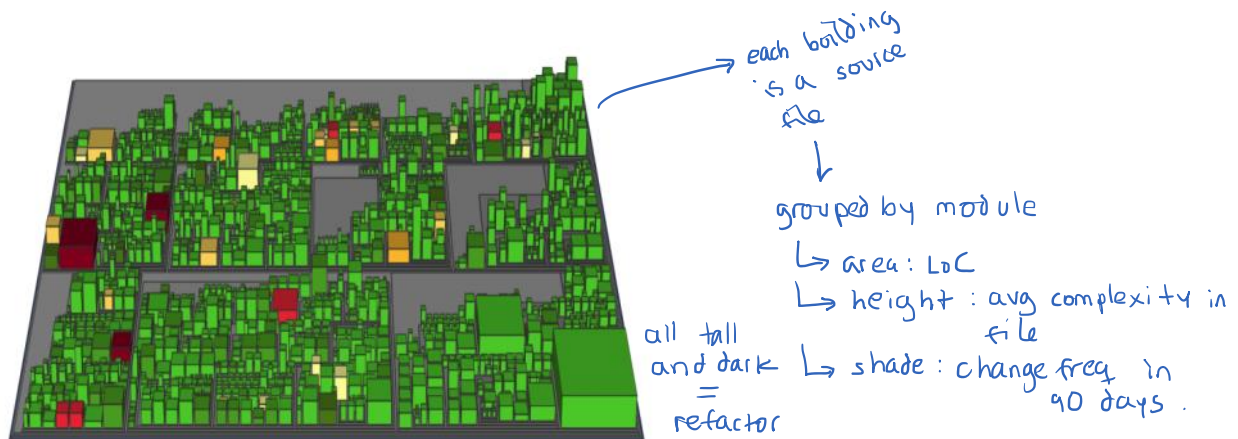 each building
is a source
file
grouped by module
↳ area: LoC
↳ height: avg complexity in
file
↳ shade: change freq in
90 days.
all tall
and dark
=
refactor